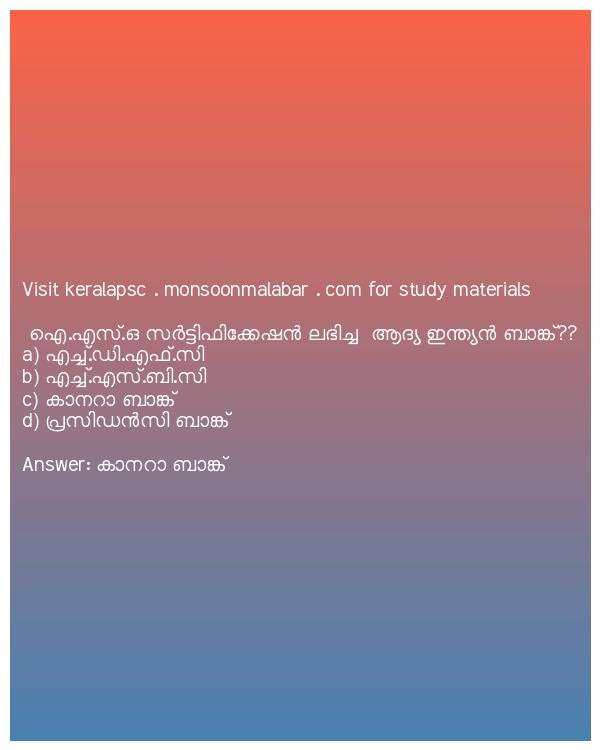 Visit keralapsc . monsoonmalabar . com for study materials
ഐ.എസ്.ഒ സർട്ടിഫിക്കേഷൻ ലഭിച്ച ആദ്യ ഇന്ത്യൻ ബാങ്ക്??
a) എച്ച്.ഡി.എഫ്.സി
b) എച്ച്.എസ്.ബി.സി
c) കാനറാ ബാങ്ക്
d) പ്രസിഡൻസി ബാങ്ക്
Answer: കാനറാ ബാങ്ക്